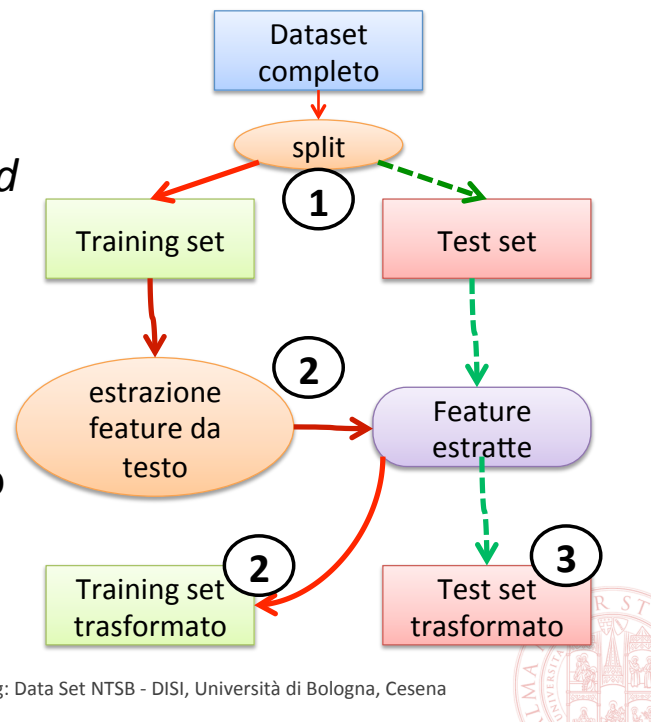 Dataset
completo
split
d
1
Training set
Test set
2
estrazione
feature da
testo
Feature
estratte
o
2
3
Training set
trasformato
Test set
trasformato
g: Data Set NTSB - DISI, Università di Bologna, Cesena